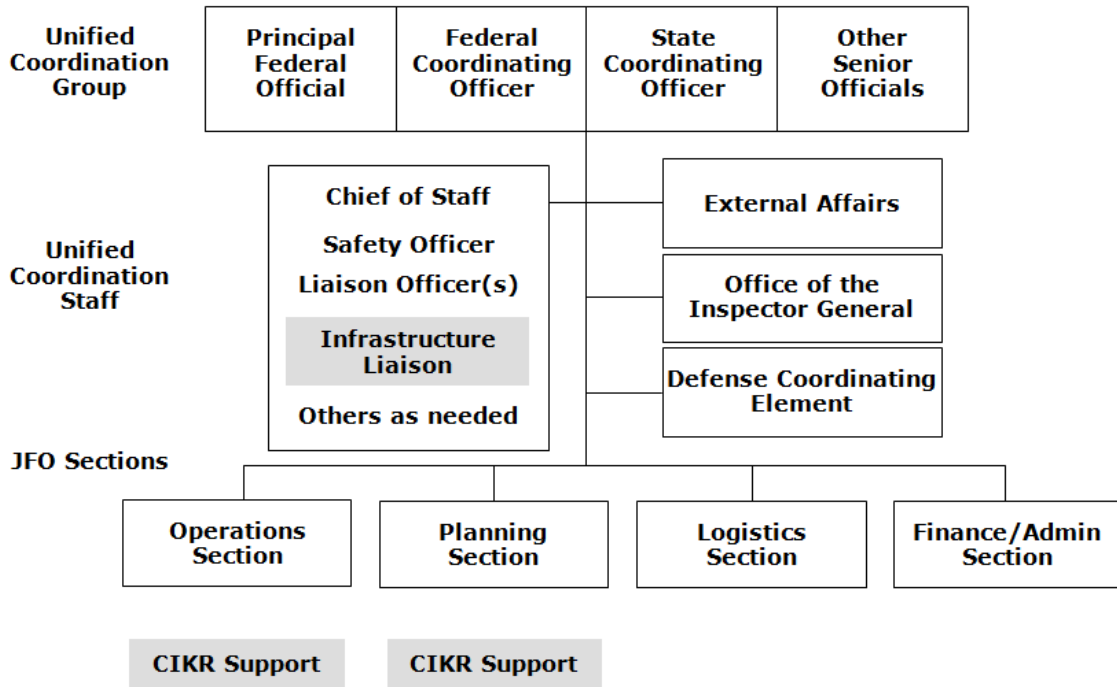 Unified
Coordination
Group
Principal
Federal
Official
Federal
Coordinating
Officer
State
Coordinating
Officer
Other
Senior
Officials
Unified
Coordination
Staff
Chief of Staff
Safety Officer
Liaison Officer(s)
Infrastructure
Liaison
Others as needed
External Affairs
Office of the
Inspector General
Defense Coordinating
Element
JFO Sections
Operations
Section
Planning
Section
Logistics
Section
Finance/Admin
Section
CIKR Support
CIKR Support